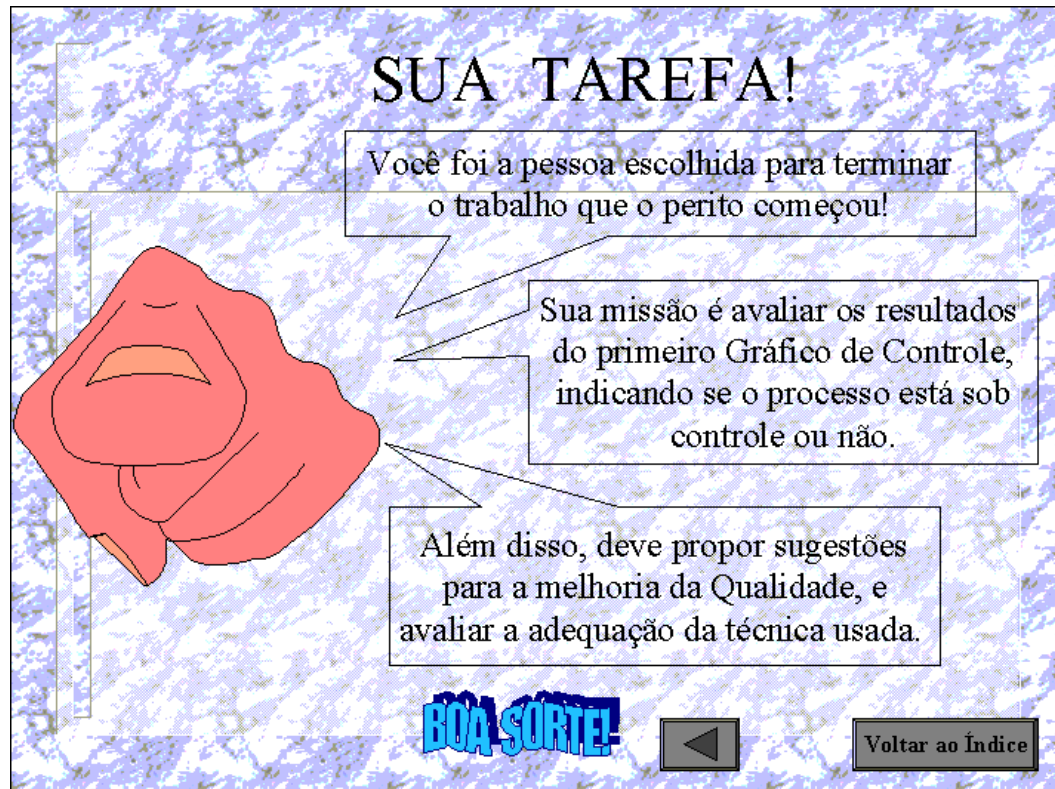 SUA TAREFA!
Você foi a pessoa escolhida para terminar
o trabalho que o perito começou!
Sua missão é avaliar os resultados
do primeiro Gráfico de Controle,
indicando se o processo está sob
controle ou não.
Além disso, deve propor sugestões
para a melhoria da Qualidade, e
avaliar a adequação da técnica usada.
BOA SORTE!
Voltar ao Índice